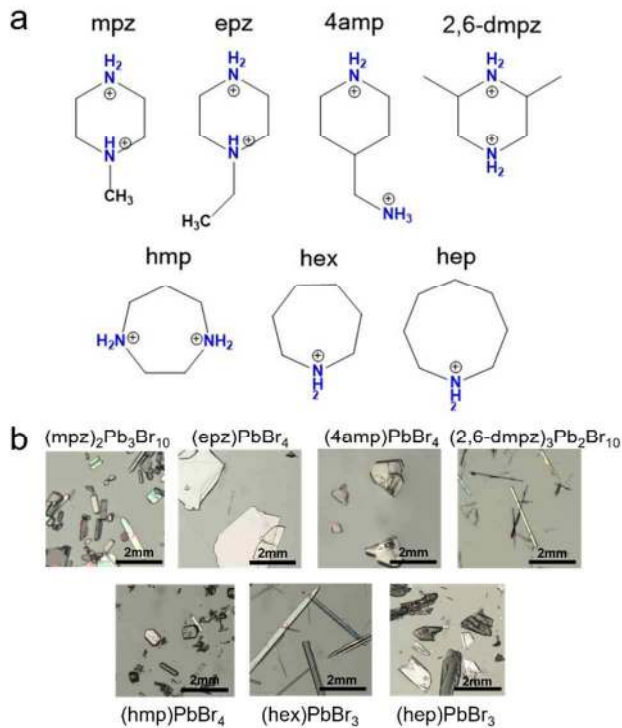 a
mpz epz 4amp 2,6-dmpz
H₂ H₂ H₂ H₂
N N N N
⊕ ⊕ ⊕ ⊕
H ⊕ H ⊕ ⊕
N N N
H₂
CH₃ H₃C ⊕
NH₃
hmp hex hep
H₂N ⊕ ⊕ NH₂
⊕ ⊕
N N
H H
2 2
b
(mpz)₂Pb₃Br₁₀ (epz)PbBr₄ (4amp)PbBr₄ (2,6-dmpz)₃Pb₂Br₁₀
2mm 2mm 2mm 2mm
2mm 2mm 2mm
(hmp)PbBr₄ (hex)PbBr₃ (hep)PbBr₃